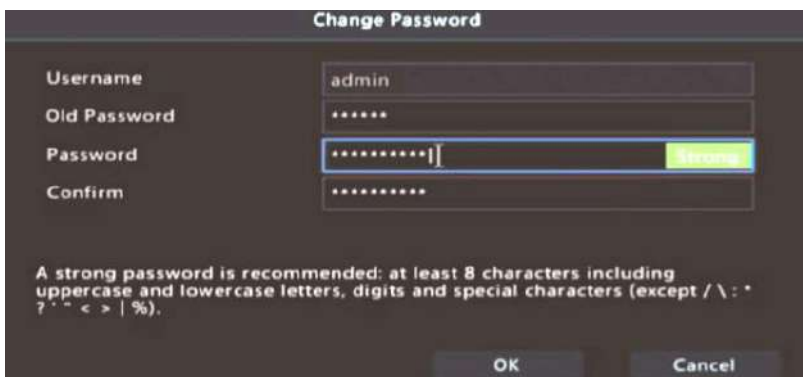 Change Password
Username admin
Old Password ••••••
Password •••••••••• Strong
Confirm ••••••••••
A strong password is recommended: at least 8 characters including
uppercase and lowercase letters, digits and special characters (except / \ : *
? ' " < > | %).
OK Cancel